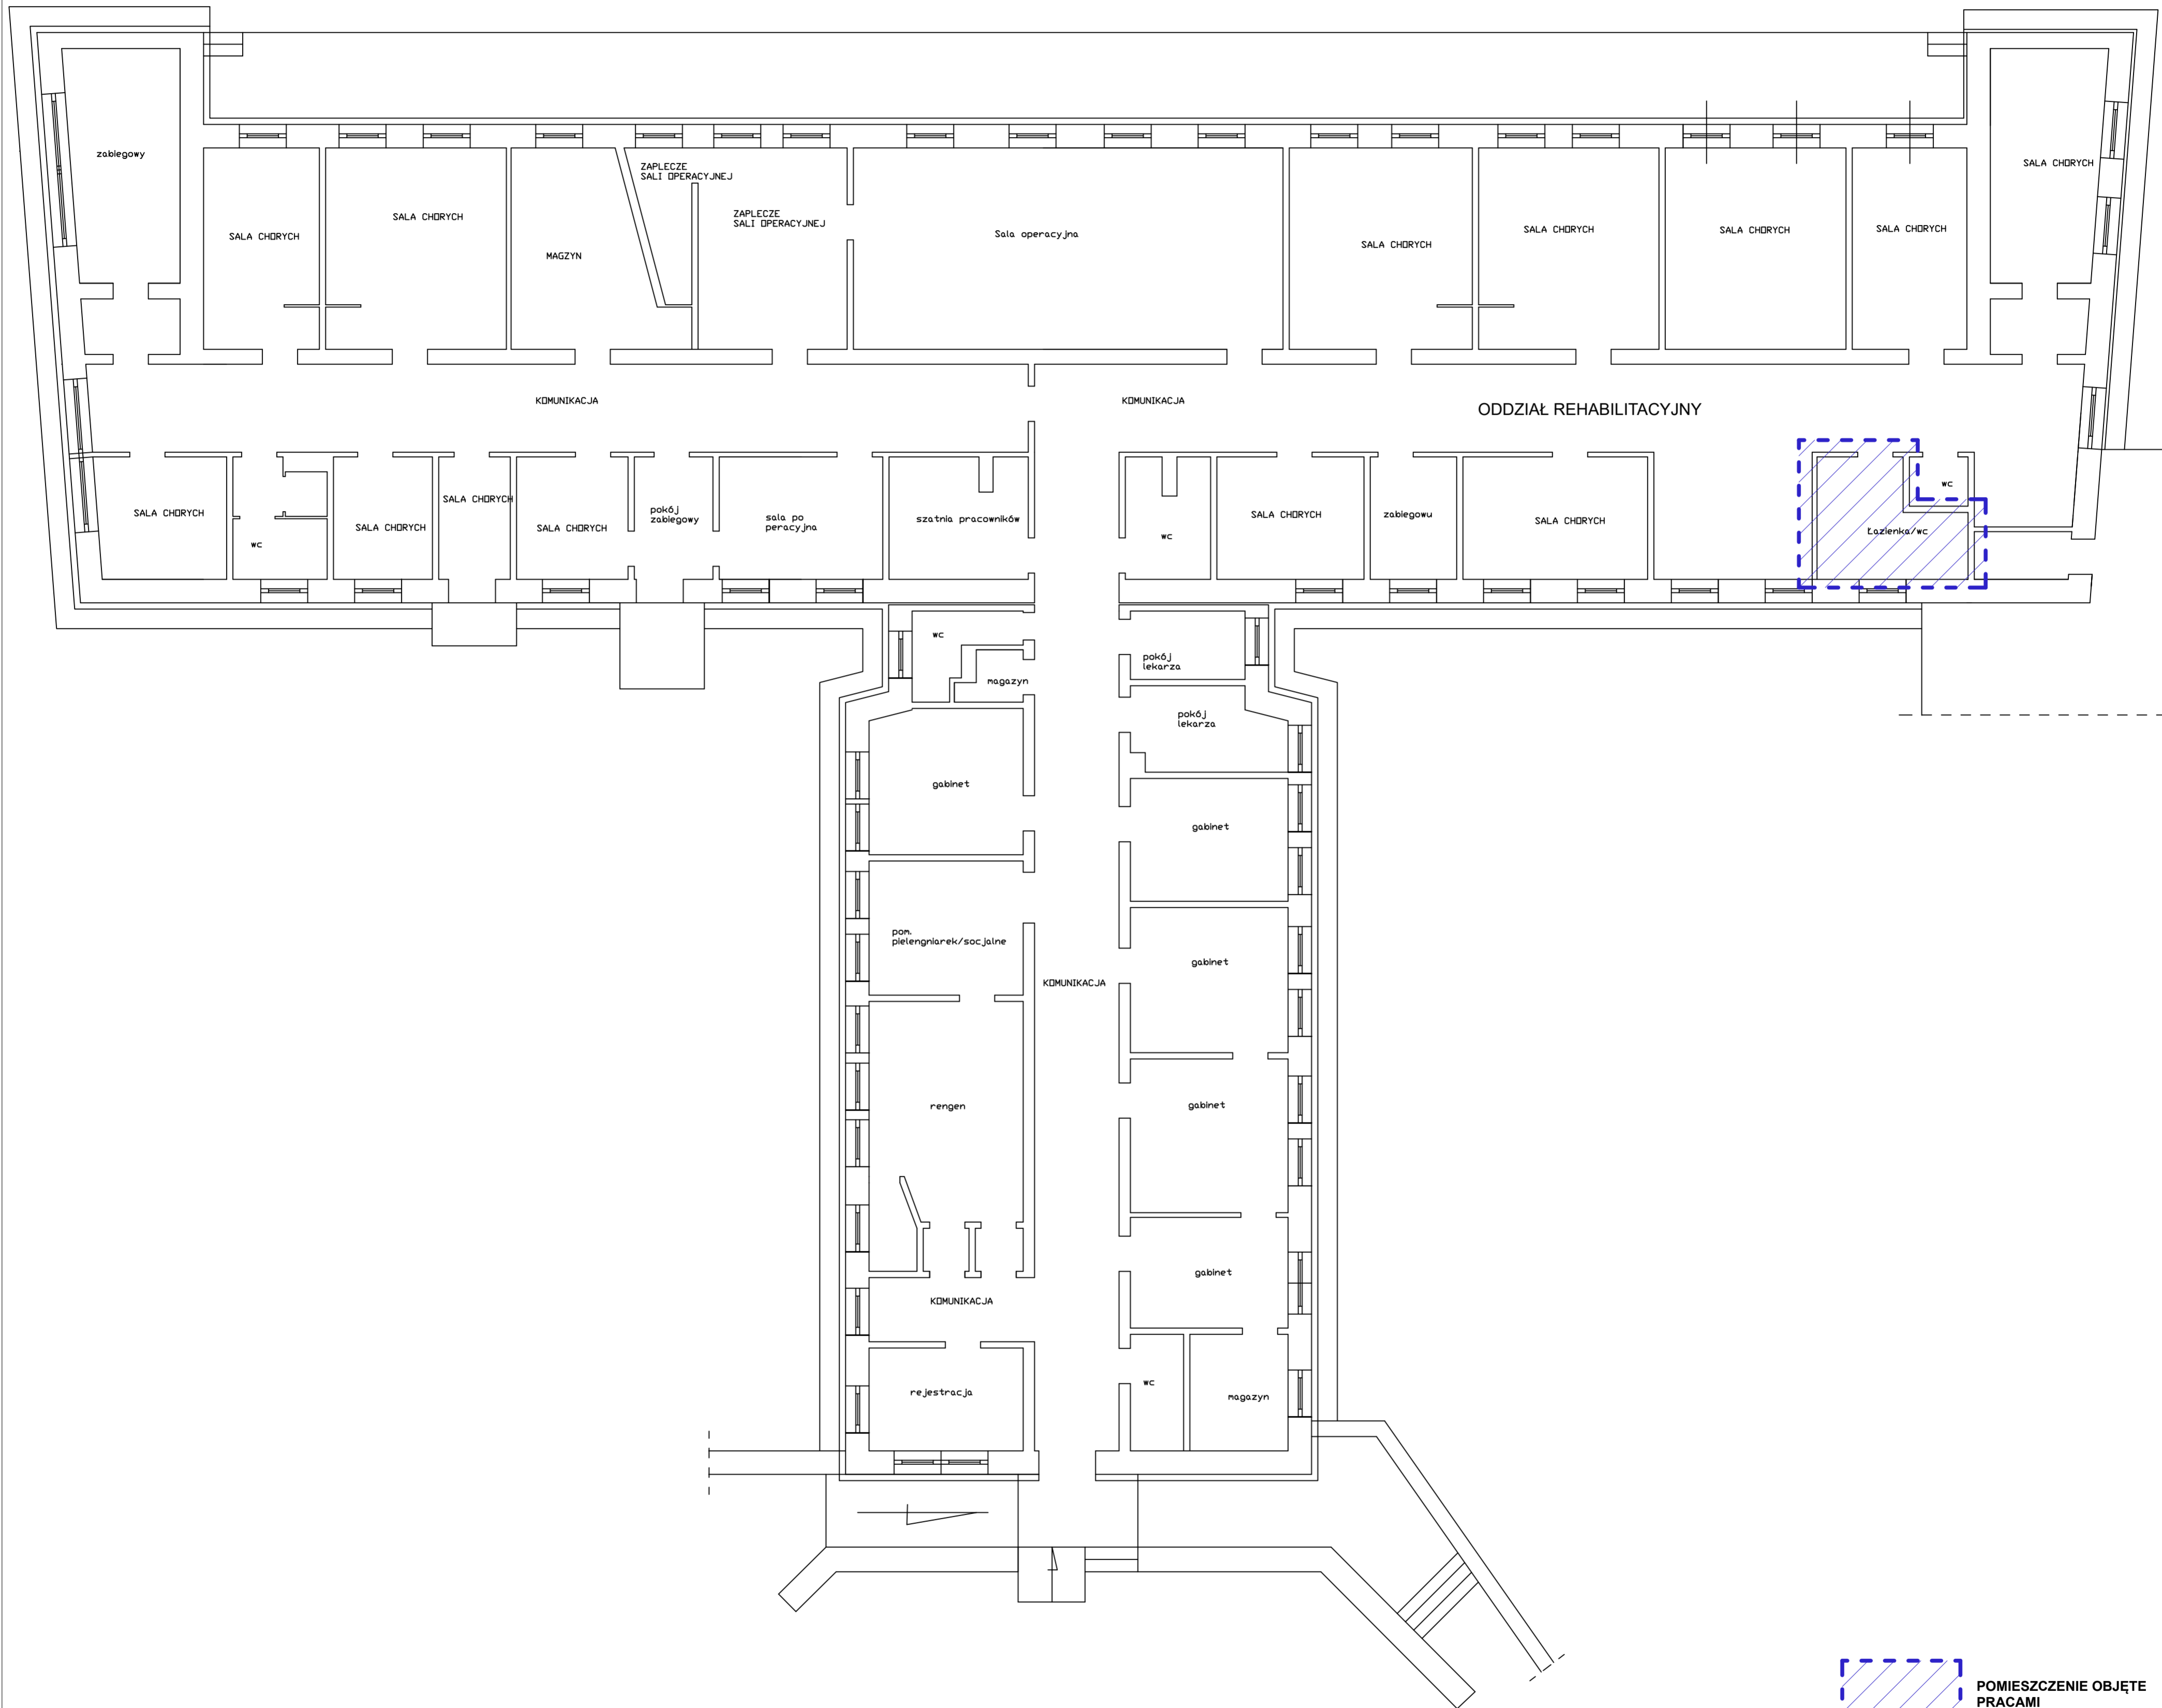 zabiegowy
SALA CHORYCH
ZAPLECZE
SALI OPERACYJNEJ
SALA CHORYCH
SALA CHORYCH
MAGZYN
ZAPLECZE
SALI OPERACYJNEJ
Sala operacyjna
SALA CHORYCH
SALA CHORYCH
SALA CHORYCH
SALA CHORYCH
KOMUNIKACJA
KOMUNIKACJA
ODDZIAŁ REHABILITACYJNY
SALA CHORYCH
wc
SALA CHORYCH
SALA CHORYCH
SALA CHORYCH
pokój
zabiegowy
sala po
peracyjna
szatnia pracowników
wc
SALA CHORYCH
zabiegowu
SALA CHORYCH
wc
Łazienka/wc
wc
magazyn
pokój
lekarza
pokój
lekarza
gabinet
gabinet
pom.
pielengniarek/socjalne
gabinet
KOMUNIKACJA
rengen
gabinet
gabinet
KOMUNIKACJA
rejestracja
wc
magazyn
POMIESZCZENIE OBJĘTE
PRACAMI